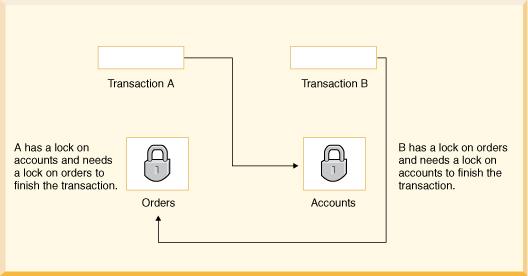 Transaction A
Transaction B
A has a lock on
accounts and needs
a lock on orders to
finish the transaction.
1
1
B has a lock on orders
and needs a lock on
accounts to finish the
transaction.
Orders
Accounts